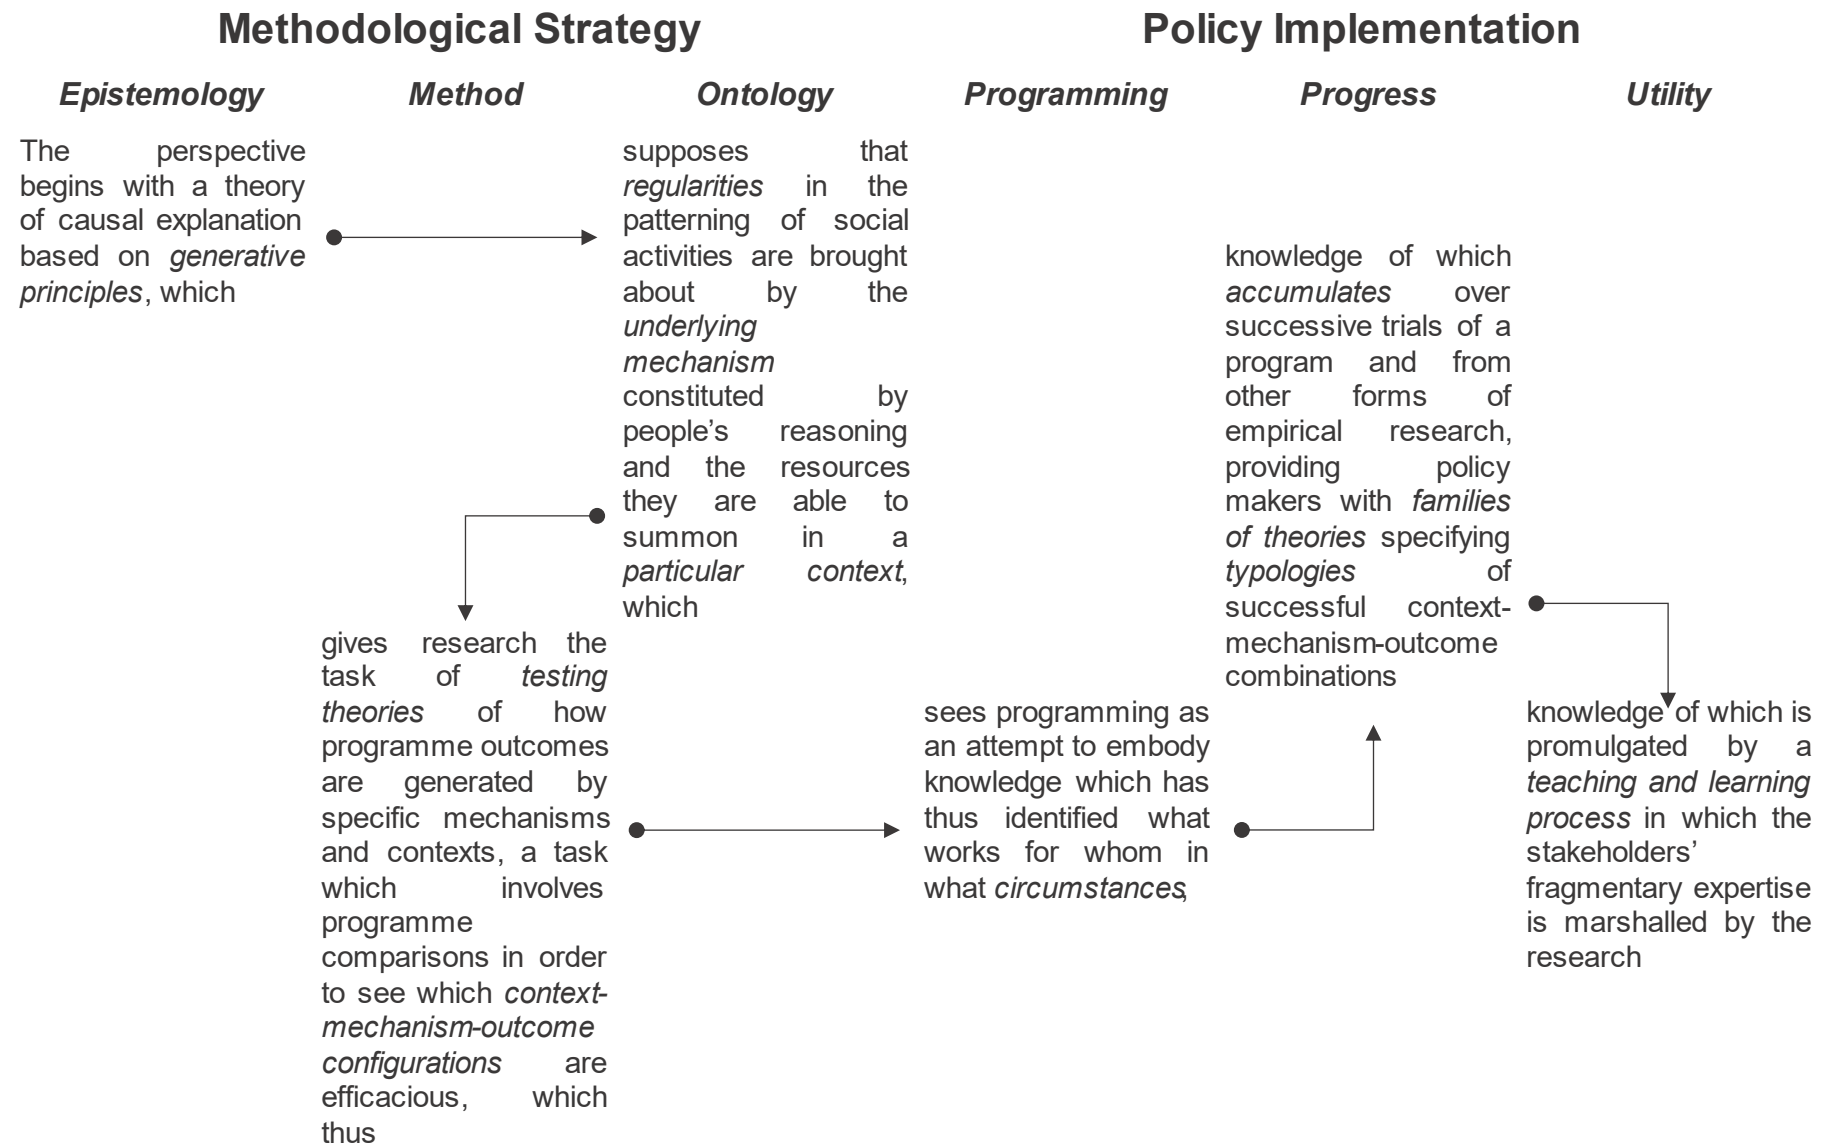 Methodological Strategy
Policy Implementation
Epistemology
Method
Ontology
Programming
Progress
Utility
The perspective
begins with a theory
of causal explanation
based on generative
principles, which
supposes that
regularities in the
patterning of social
activities are brought
about by the
underlying
mechanism
constituted by
people’s reasoning
and the resources
they are able to
summon in a
particular context,
which
gives research the
task of testing
theories of how
programme outcomes
are generated by
specific mechanisms
and contexts, a task
which involves
programme
comparisons in order
to see which context-
mechanism-outcome
configurations are
efficacious, which
thus
sees programming as
an attempt to embody
knowledge which has
thus identified what
works for whom in
what circumstances,
knowledge of which
accumulates over
successive trials of a
program and from
other forms of
empirical research,
providing policy
makers with families
of theories specifying
typologies of
successful context-
mechanism-outcome
combinations
knowledge of which is
promulgated by a
teaching and learning
process in which the
stakeholders’
fragmentary expertise
is marshalled by the
research